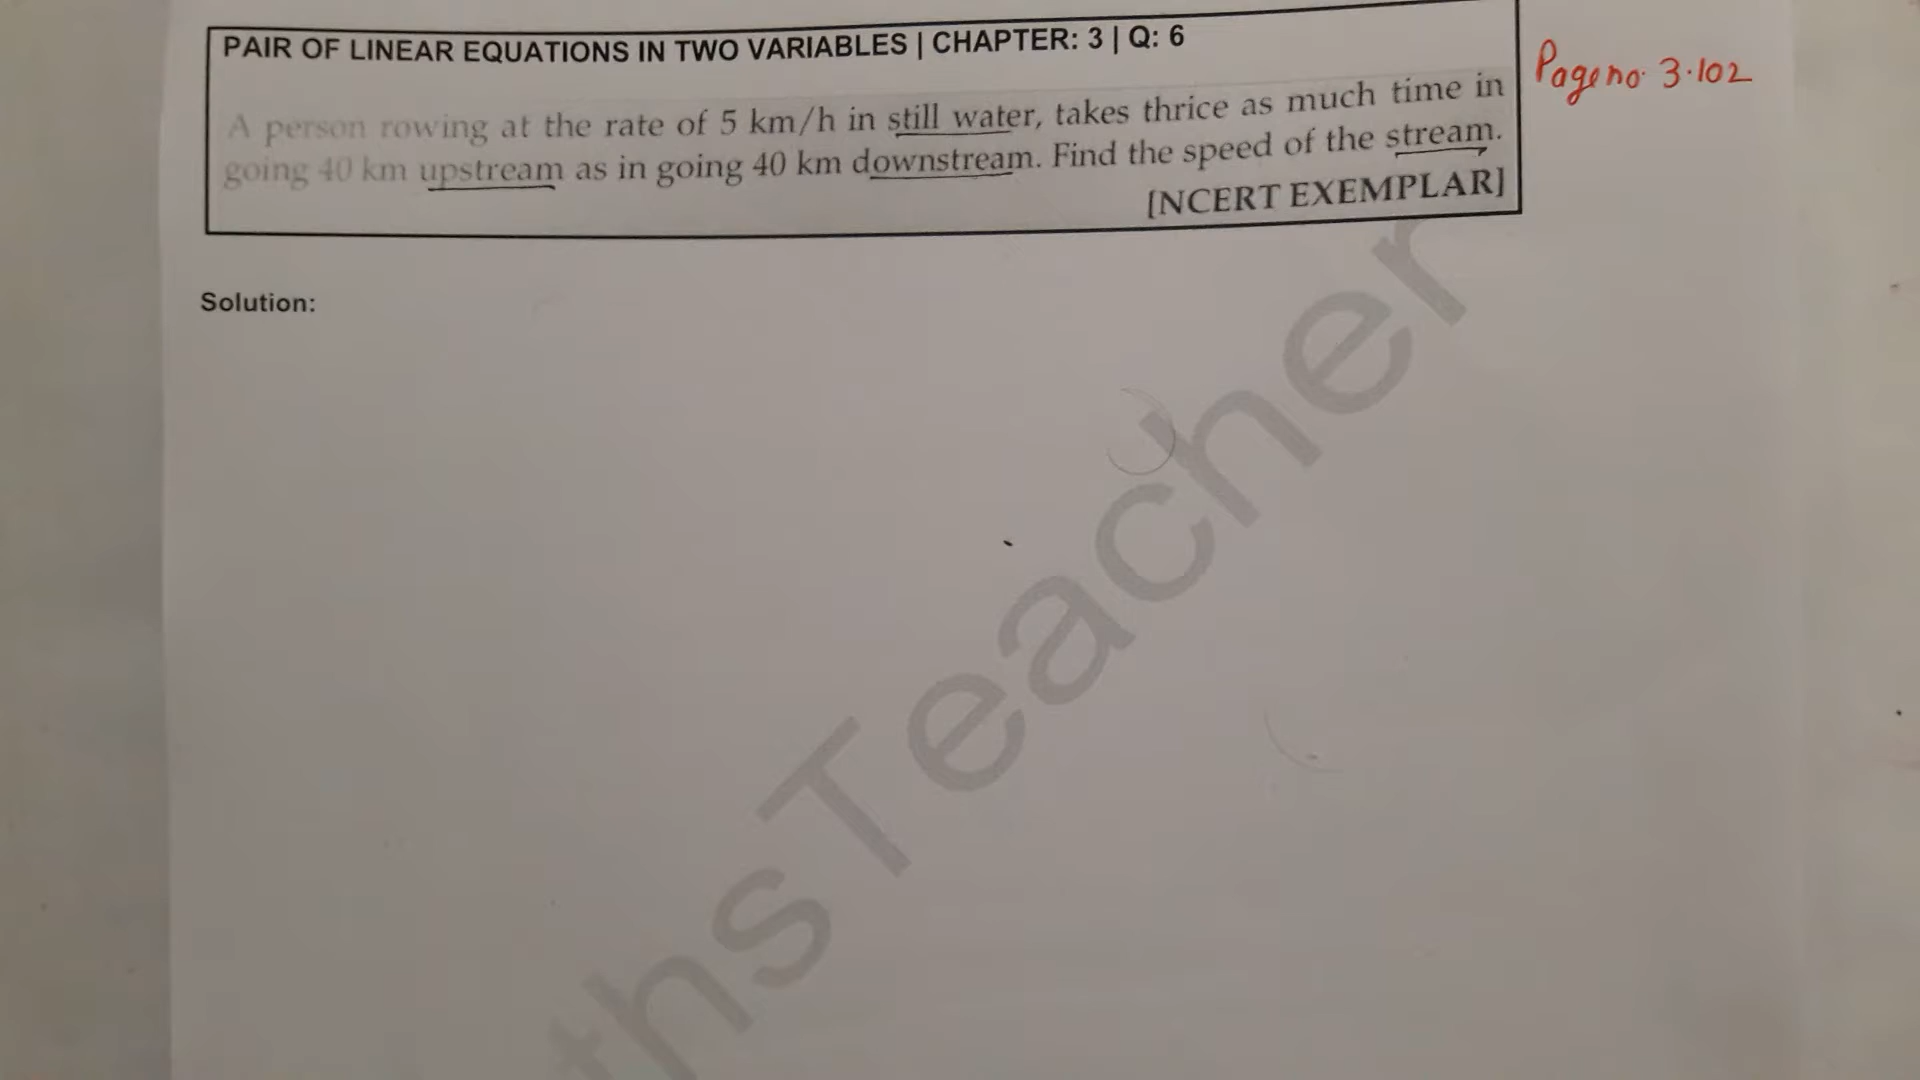 PAIR OF LINEAR EQUATIONS IN TWO VARIABLES | CHAPTER: 3 | Q: 6
Page no. 3.102
A person rowing at the rate of 5 km/h in still water, takes thrice as much time in
going 40 km upstream as in going 40 km downstream. Find the speed of the stream.
[NCERT EXEMPLAR]
Solution:
thsTeacher